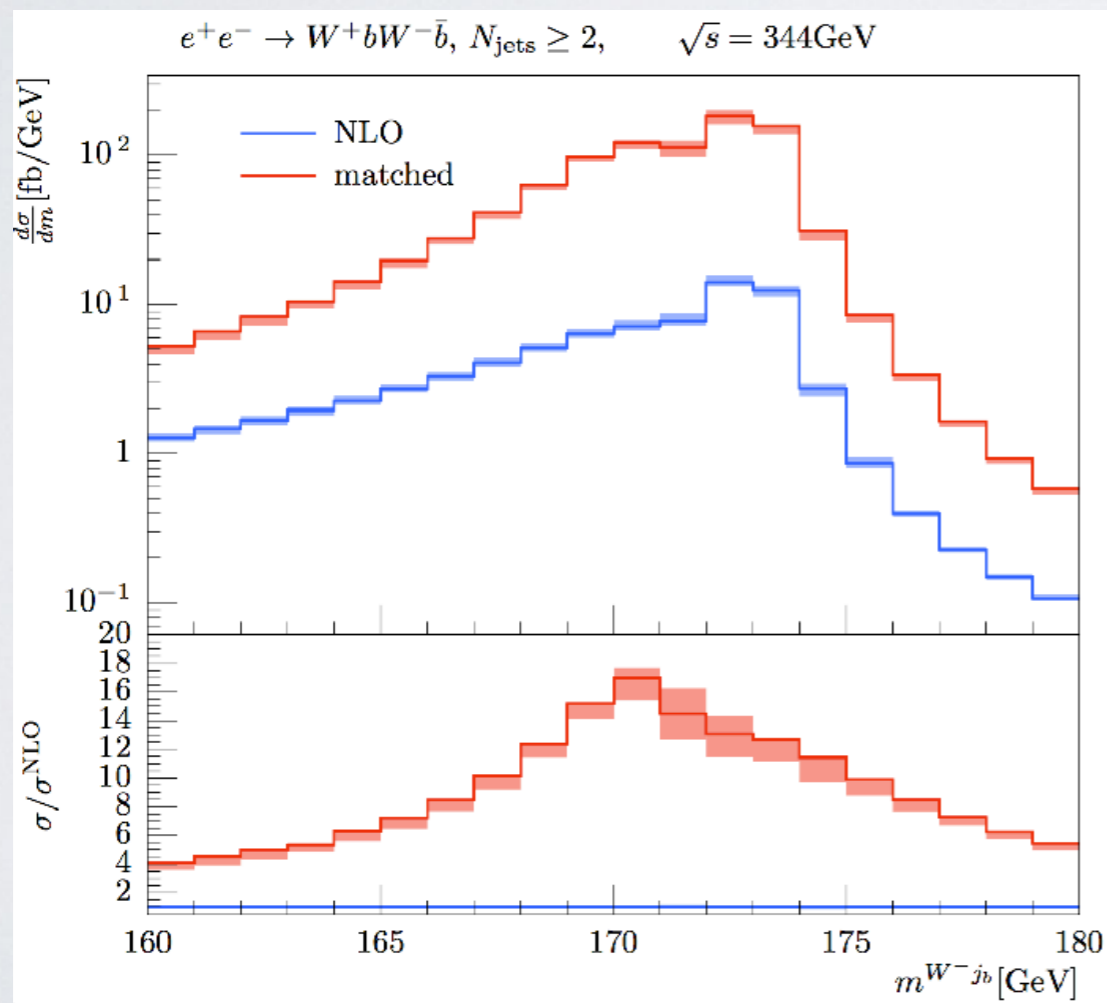 e⁺e⁻ → W⁺bW⁻b̄, N_jets ≥ 2, √s = 344GeV
NLO
matched
dσ/dm [fb/GeV]
10²
10¹
1
10⁻¹
σ/σ^NLO
20
18
16
14
12
10
8
6
4
2
160 165 170 175 180
m^{W⁻j_b}[GeV]